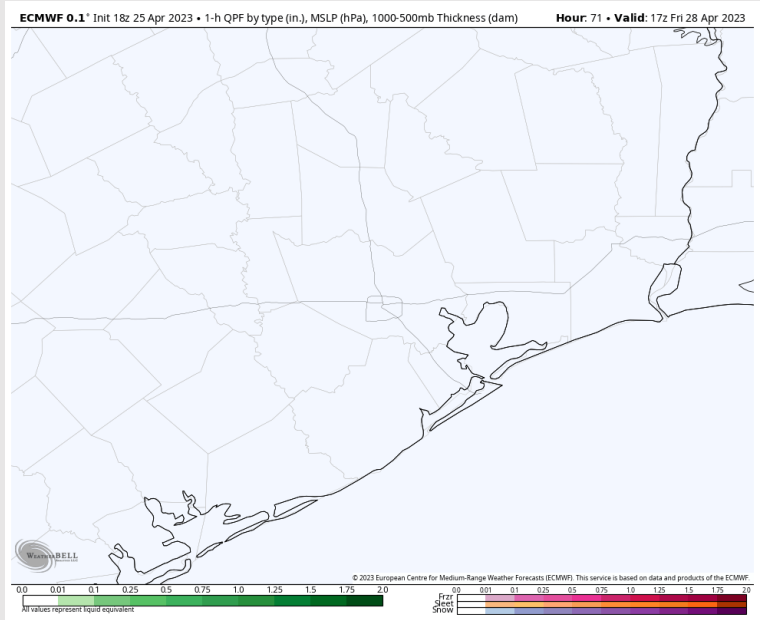 ECMWF 0.1° Init 18z 25 Apr 2023 • 1-h QPF by type (in.), MSLP (hPa), 1000-500mb Thickness (dam) Hour: 71 • Valid: 17z Fri 28 Apr 2023
WEATHERBELL
© 2023 European Centre for Medium-Range Weather Forecasts (ECMWF). This service is based on data and products of the ECMWF.
0.0 0.01 0.1 0.25 0.5 0.75 1.0 1.25 1.5 1.75 2.0
All values represent liquid equivalent
0.0 .001 0.1 0.25 0.5 0.75 1.0 1.25 1.5 1.75 2.0
Frzr
Sleet
Snow